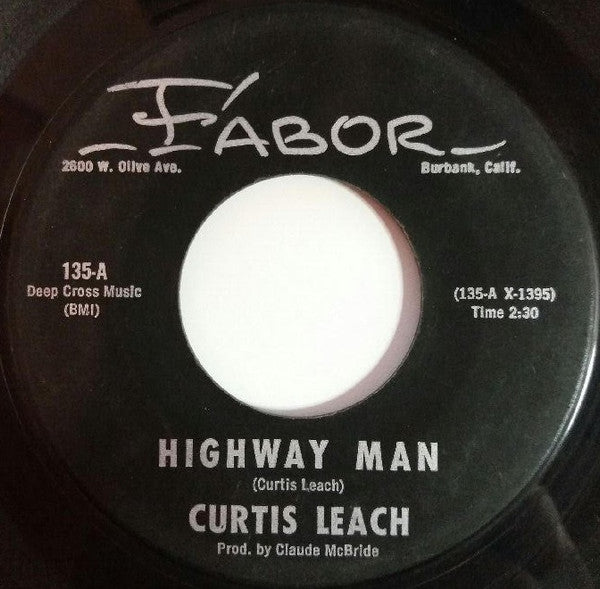 FABOR
2600 W. Olive Ave.
Burbank, Calif.
135-A
Deep Cross Music
(BMI)
(135-A X-1395)
Time 2:30
HIGHWAY MAN
(Curtis Leach)
CURTIS LEACH
Prod. by Claude McBride